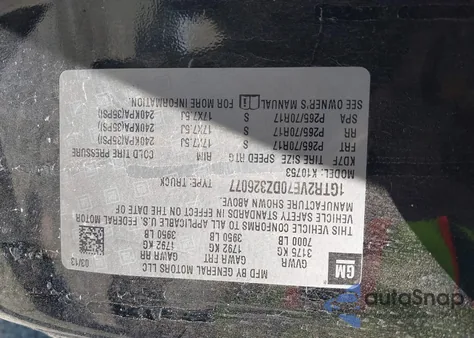 GM
MFD BY GENERAL MOTORS LLC
03/13
GVWR GAWR FRT GAWR RR
3175 KG 1792 KG 1792 KG
7000 LB 3950 LB 3950 LB
THIS VEHICLE CONFORMS TO ALL APPLICABLE U.S. FEDERAL MOTOR
VEHICLE SAFETY STANDARDS IN EFFECT ON THE DATE OF
MANUFACTURE SHOWN ABOVE.
1GTR2VE70DZ326077 TYPE: TRUCK
MODEL: K10753
KD7F TIRE SIZE SPEED RTG RIM COLD TIRE PRESSURE
FRT P265/70R17 S 17X7.5J 240KPA(35PSI)
RR P265/70R17 S 17X7.5J 240KPA(35PSI)
SPA P265/70R17 S 17X7.5J 240KPA(35PSI)
SEE OWNER'S MANUAL FOR MORE INFORMATION.
autoSnap